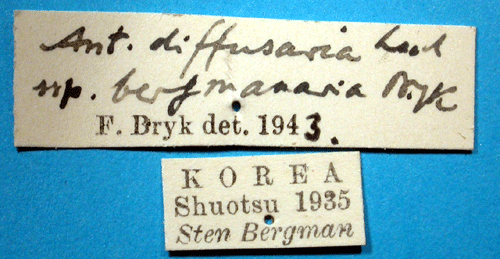 Ant. diffusaria Leech
ssp. bergmanaria Bryk
F. Bryk det. 1943.
KOREA
Shuotsu 1935
Sten Bergman